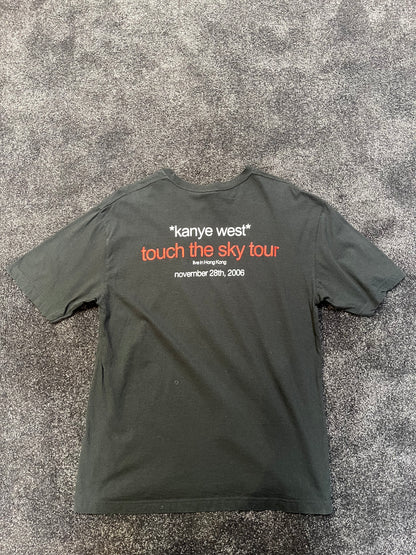 *kanye west*
touch the sky tour
live in Hong Kong
november 28th, 2006